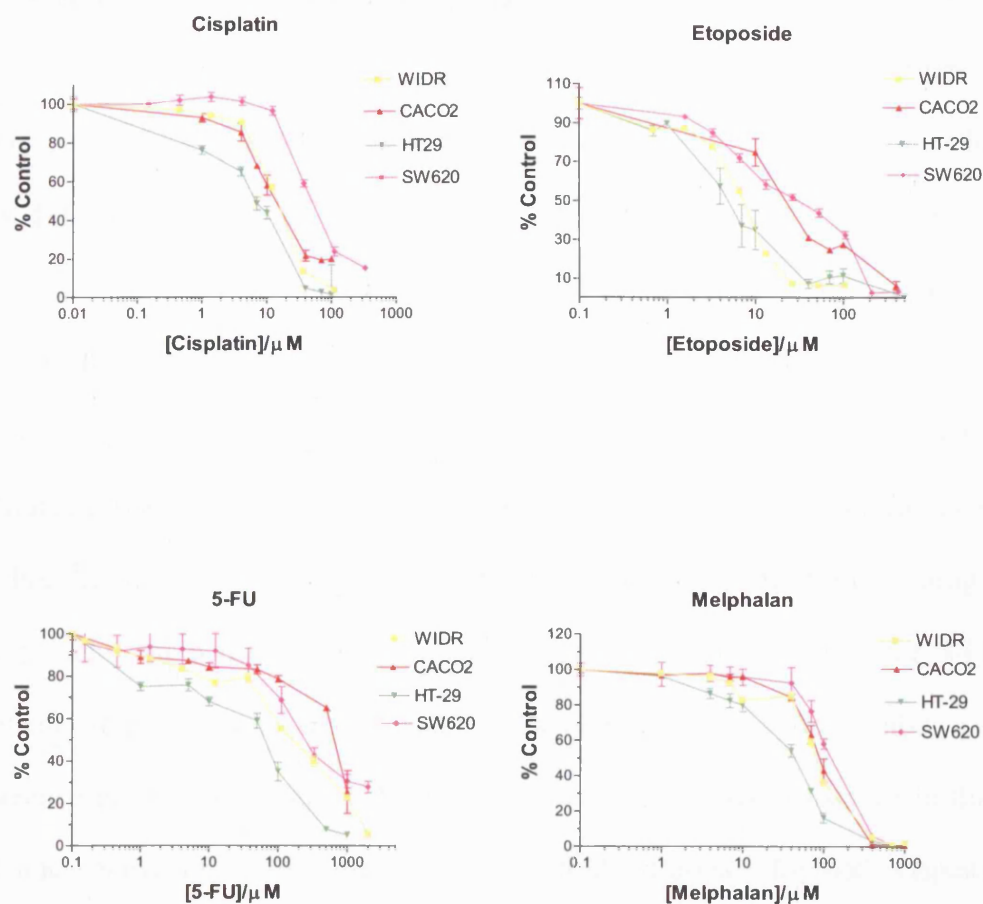 Cisplatin
WIDR
CACO2
HT29
SW620
% Control
100
80
60
40
20
0
0.01 0.1 1 10 100 1000
[Cisplatin]/μ M
Etoposide
WIDR
CACO2
HT-29
SW620
% Control
110
90
70
50
30
10
0.1 1 10 100
[Etoposide]/μ M
5-FU
WIDR
CACO2
HT-29
SW620
% Control
100
80
60
40
20
0
0.1 1 10 100 1000
[5-FU]/μ M
Melphalan
WIDR
CACO2
HT-29
SW620
% Control
120
100
80
60
40
20
0
0.1 1 10 100 1000
[Melphalan]/μ M